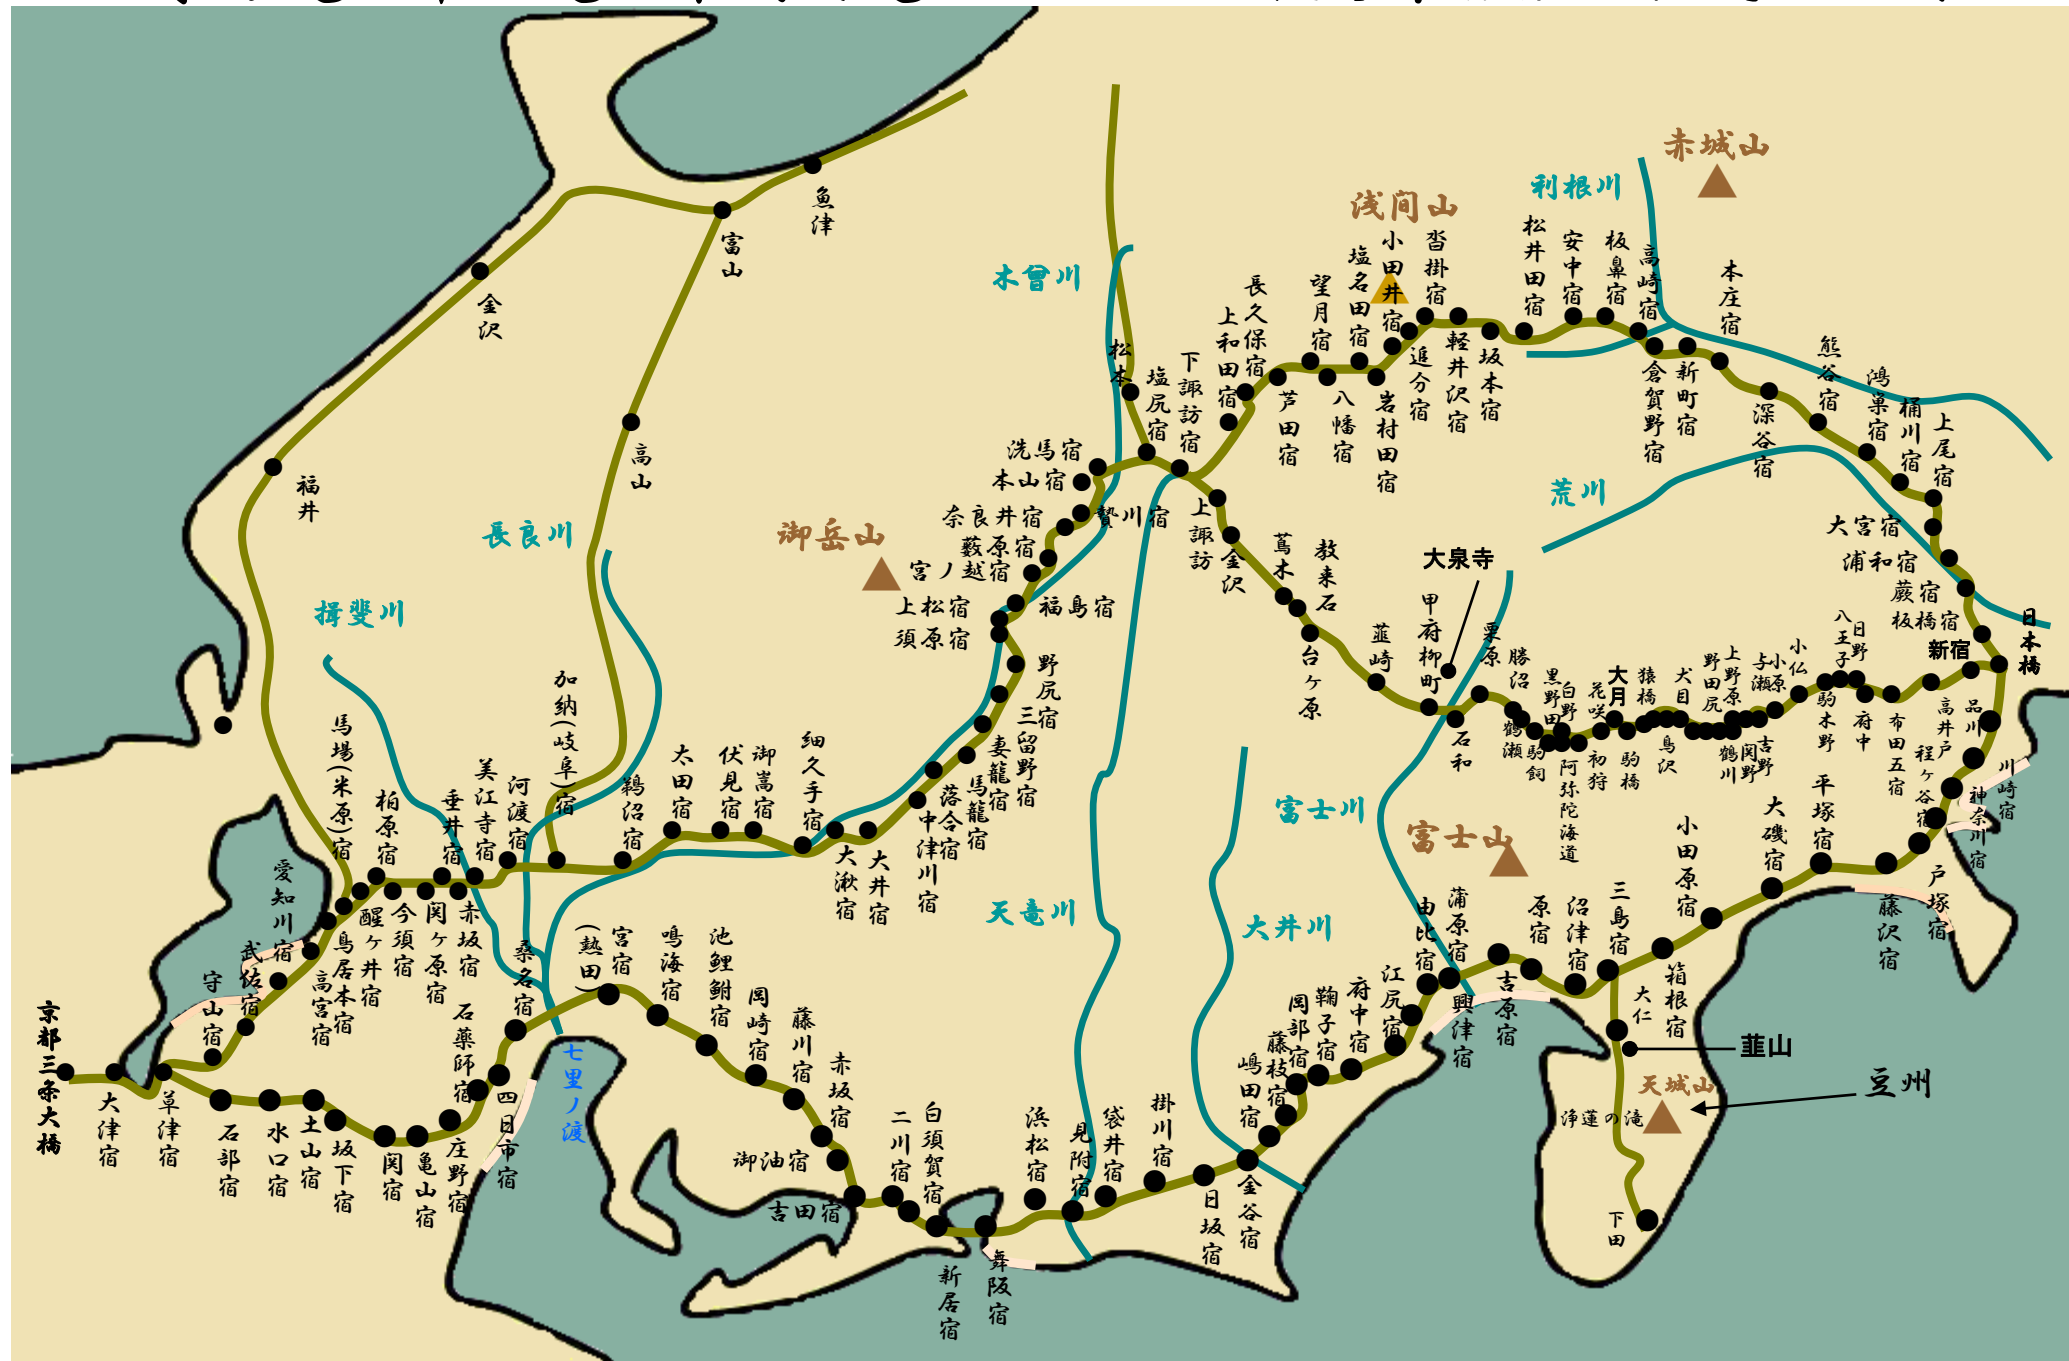 魚津
富山
金沢
高山
福井
木曾川
長良川
揖斐川
御岳山
浅间山
利根川
赤城山
荒川
天竜川
大井川
富士川
富士山
天城山
松本
塩尻宿
下諏訪宿
上和田宿
長久保宿
芦田宿
望月宿
八幡宿
塩名田宿
岩村田宿
小田井宿
追分宿
沓掛宿
軽井沢宿
坂本宿
松井田宿
安中宿
板鼻宿
高崎宿
倉賀野宿
新町宿
本庄宿
深谷宿
熊谷宿
鴻巣宿
桶川宿
上尾宿
大宮宿
浦和宿
蕨宿
板橋宿
日本橋
洗馬宿
本山宿
贄川宿
奈良井宿
薮原宿
宮ノ越宿
福島宿
上松宿
須原宿
野尻宿
三留野宿
妻籠宿
馬籠宿
落合宿
中津川宿
大井宿
大湫宿
細久手宿
御嵩宿
伏見宿
太田宿
鵜沼宿
加納(岐阜)宿
河渡宿
美江寺宿
赤坂宿
垂井宿
関ヶ原宿
今須宿
柏原宿
醒ヶ井宿
馬場(米原)宿
鳥居本宿
高宮宿
愛知川宿
武佐宿
守山宿
草津宿
大津宿
京都三条大橋
上諏訪
金沢
蔦木
教来石
台ヶ原
韮崎
甲府柳町
大泉寺
石和
栗原
勝沼
鶴瀬
駒飼
黒野田
白野
阿弥陀海道
花咲
初狩
大月
駒橋
猿橋
鳥沢
犬目
野田尻
鶴川
上野原
関野
与瀬
吉野
小原
小仏
駒木野
八王子
日野
府中
布田五宿
高井戸
新宿
品川
川崎宿
神奈川宿
程ヶ谷宿
戸塚宿
藤沢宿
平塚宿
大磯宿
小田原宿
箱根宿
三島宿
沼津宿
原宿
吉原宿
蒲原宿
由比宿
興津宿
江尻宿
府中宿
鞠子宿
岡部宿
藤枝宿
嶋田宿
金谷宿
日坂宿
掛川宿
袋井宿
見附宿
浜松宿
舞阪宿
新居宿
白須賀宿
二川宿
吉田宿
御油宿
赤坂宿
藤川宿
岡崎宿
池鯉鮒宿
鳴海宿
宮宿
(熱田)
七里ノ渡
桑名宿
四日市宿
石薬師宿
庄野宿
亀山宿
関宿
坂下宿
土山宿
水口宿
石部宿
大仁
韮山
豆州
浄蓮の滝
下田